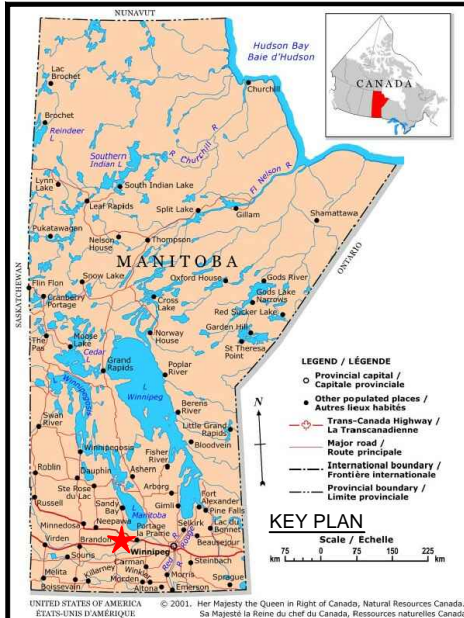 NUNAVUT
Hudson Bay
Baie d'Hudson
CANADA
Lac
Brochet
Churchill
Brochet
Reindeer
L
Southern
Indian L
Churchill R
R
Lynn
Lake
South Indian Lake
Nelson R
Leaf Rapids
Split Lake
Gillam
Shamattawa
Pukatawagan
Nelson
House
Thompson
ONTARIO
MANITOBA
SASKATCHEWAN
Flin Flon
Snow Lake
Oxford House
Gods River
Cranberry
Portage
Cross
Lake
Gods Lake
Narrows
Red Sucker Lake
The
Pas
Moose
Lake
Norway
House
Garden Hill
Cedar L
St Theresa
Point
Grand
Rapids
Poplar
River
L
Winnipegosis
L
Winnipeg
Berens
River
Swan
River
Little Grand
Rapids
Bloodvein
Winnipegosis
Fisher
River
Roblin
Dauphin
Ashern
Ste Rose
du Lac
Arborg
Fort
Alexander
Russell
Sandy
Bay
L
Manitoba
Gimli
Pine Falls
Minnedosa
Neepawa
Selkirk
Lac du
Bonnet
Virden
Brandon
Portage
la Prairie
Beausejour
Winnipeg
Red R
Souris
Carman
Steinbach
Melita
Killarney
Winkler
Morden
Morris
Sprague
Boissevain
Altona
Emerson
LEGEND / LÉGENDE
Provincial capital /
Capitale provinciale
Other populated places /
Autres lieux habités
Trans-Canada Highway /
La Transcanadienne
Major road /
Route principale
International boundary /
Frontière internationale
Provincial boundary /
Limite provinciale
N
KEY PLAN
Scale / Echelle
75 0 75 150 225
km km
UNITED STATES OF AMERICA
ÉTATS-UNIS D'AMÉRIQUE
© 2001. Her Majesty the Queen in Right of Canada, Natural Resources Canada.
Sa Majesté la Reine du chef du Canada, Ressources naturelles Canada